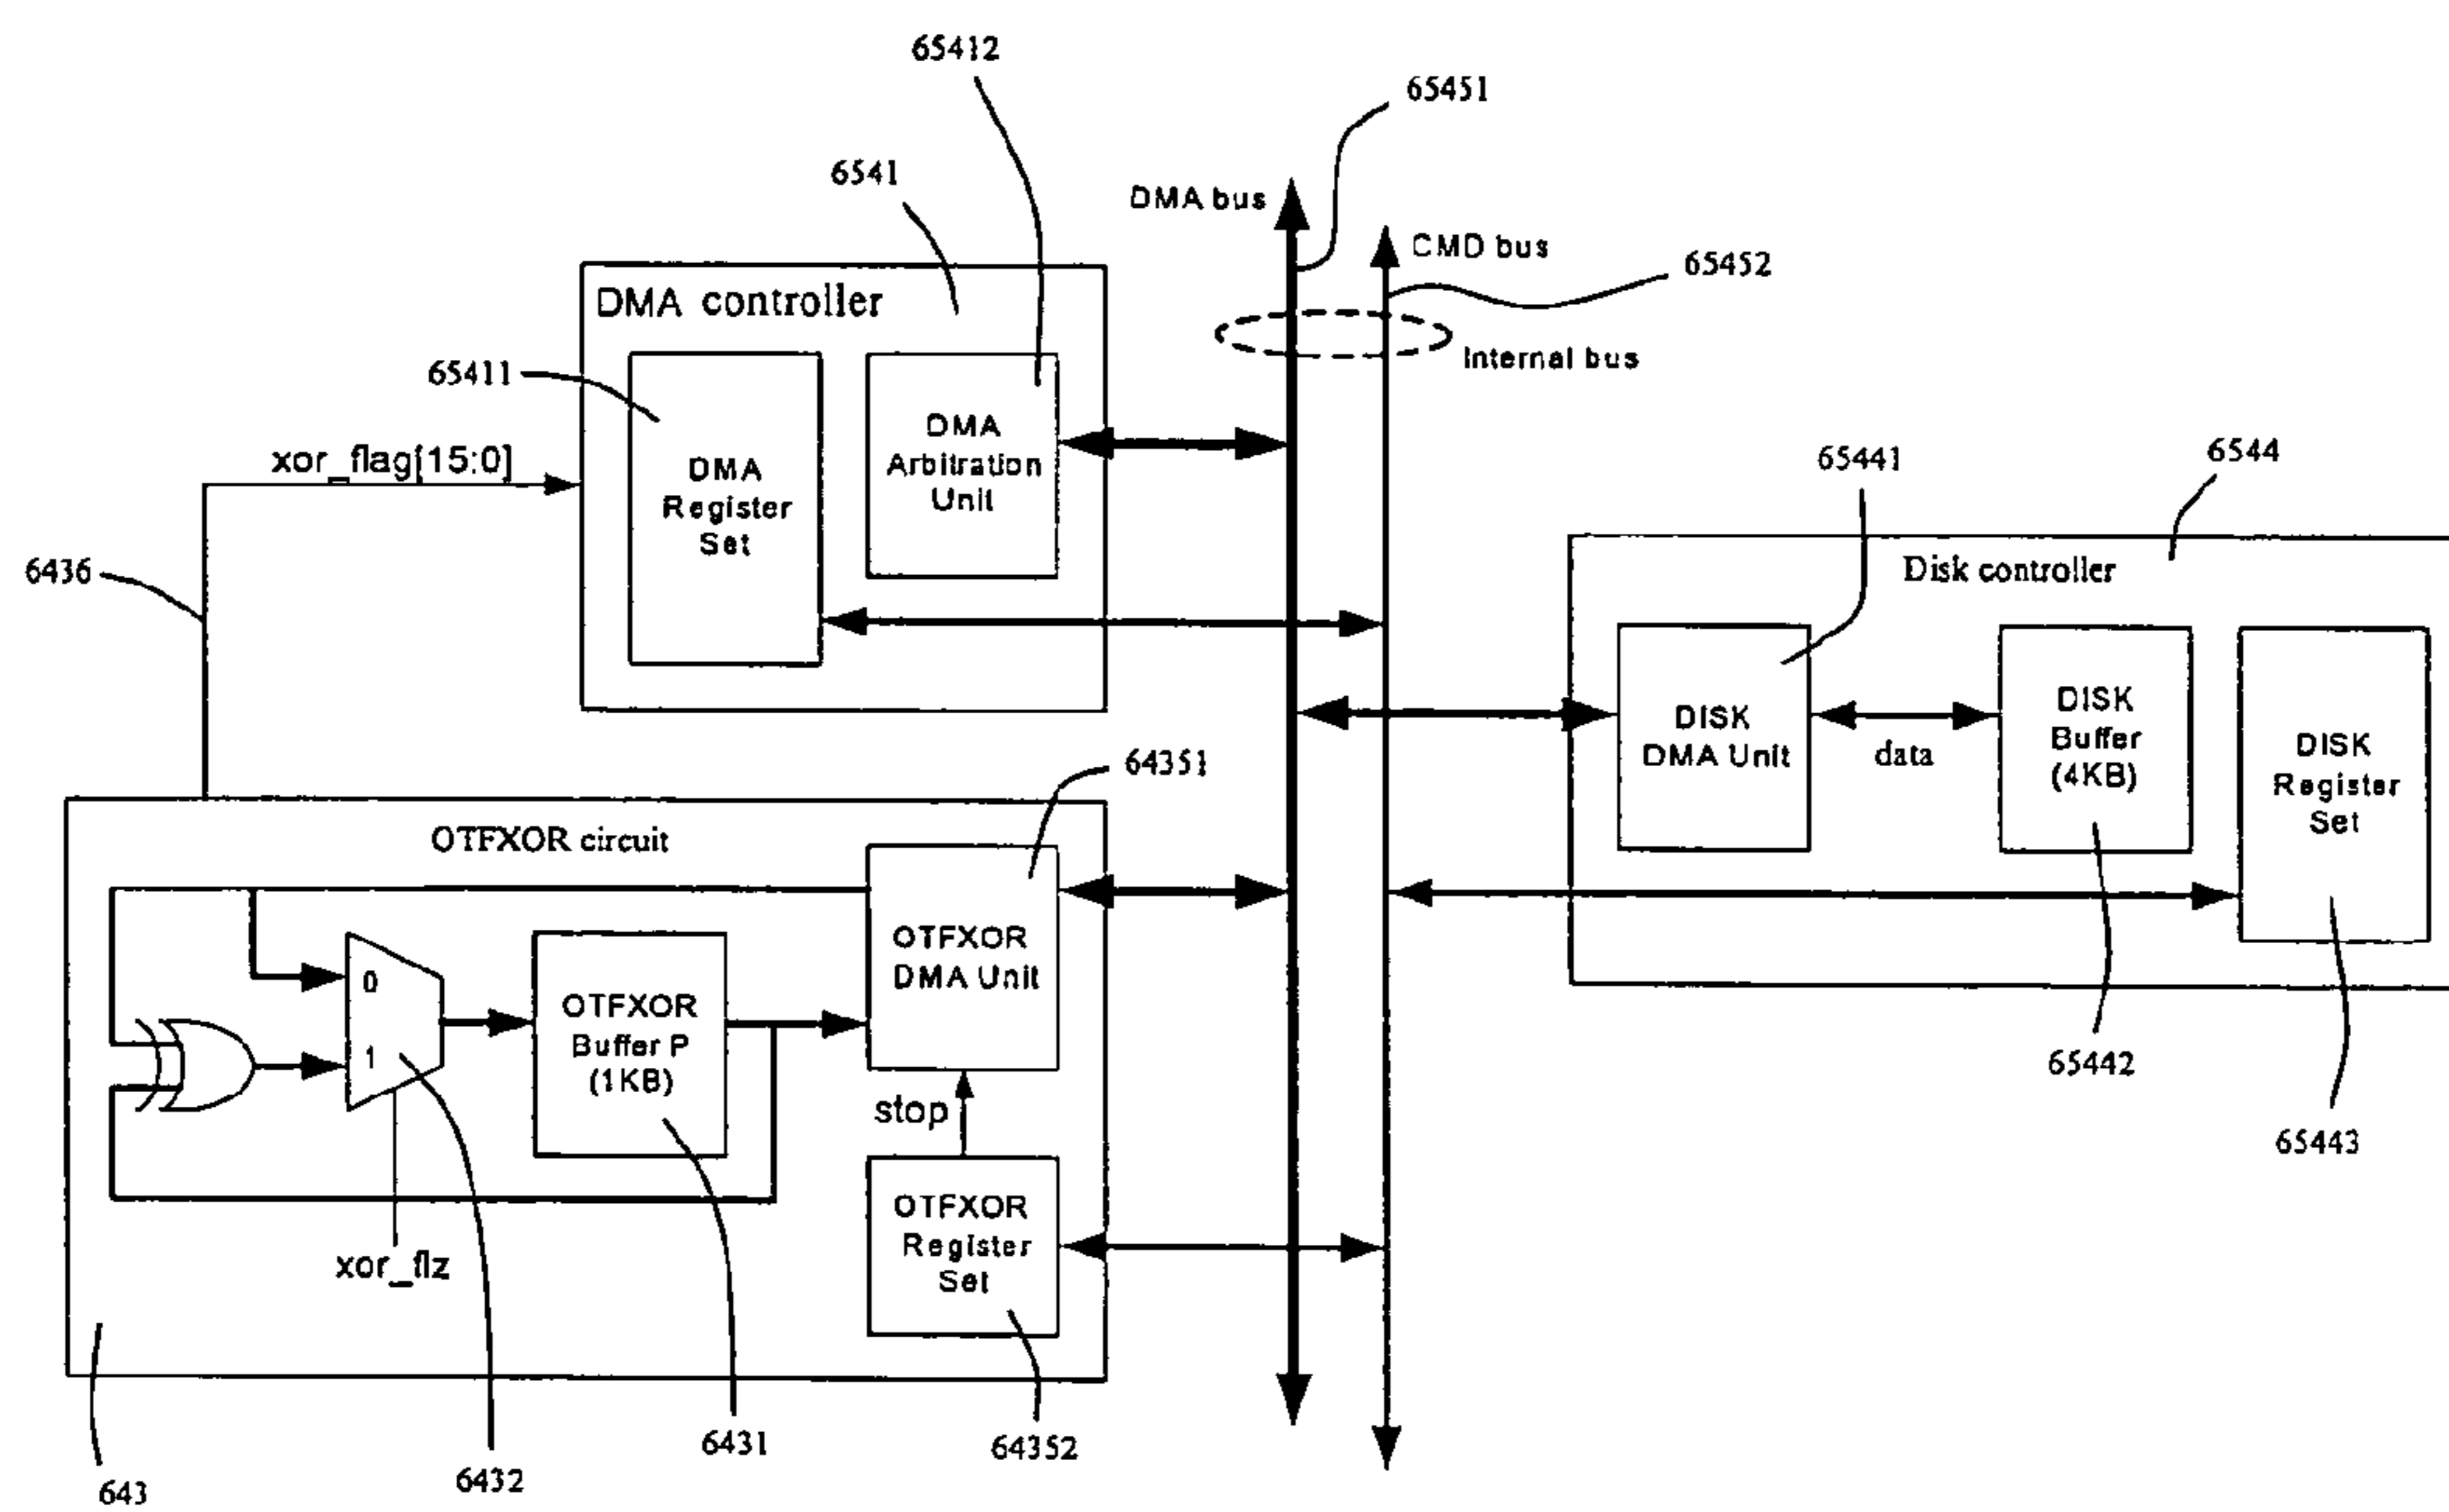 65412
65451
6541
DMA bus
CMD bus
65452
DMA controller
Internal bus
65411
DMA
Register
Set
DMA
Arbitration
Unit
xor_flag[15:0]
6436
65441
6544
Disk controller
DISK
DMA Unit
data
DISK
Buffer
(4KB)
DISK
Register
Set
64351
OTFXOR circuit
OTFXOR
DMA Unit
0
1
OTFXOR
Buffer P
(1KB)
stop
OTFXOR
Register
Set
xor_flz
65442
65443
643
6432
6431
64352